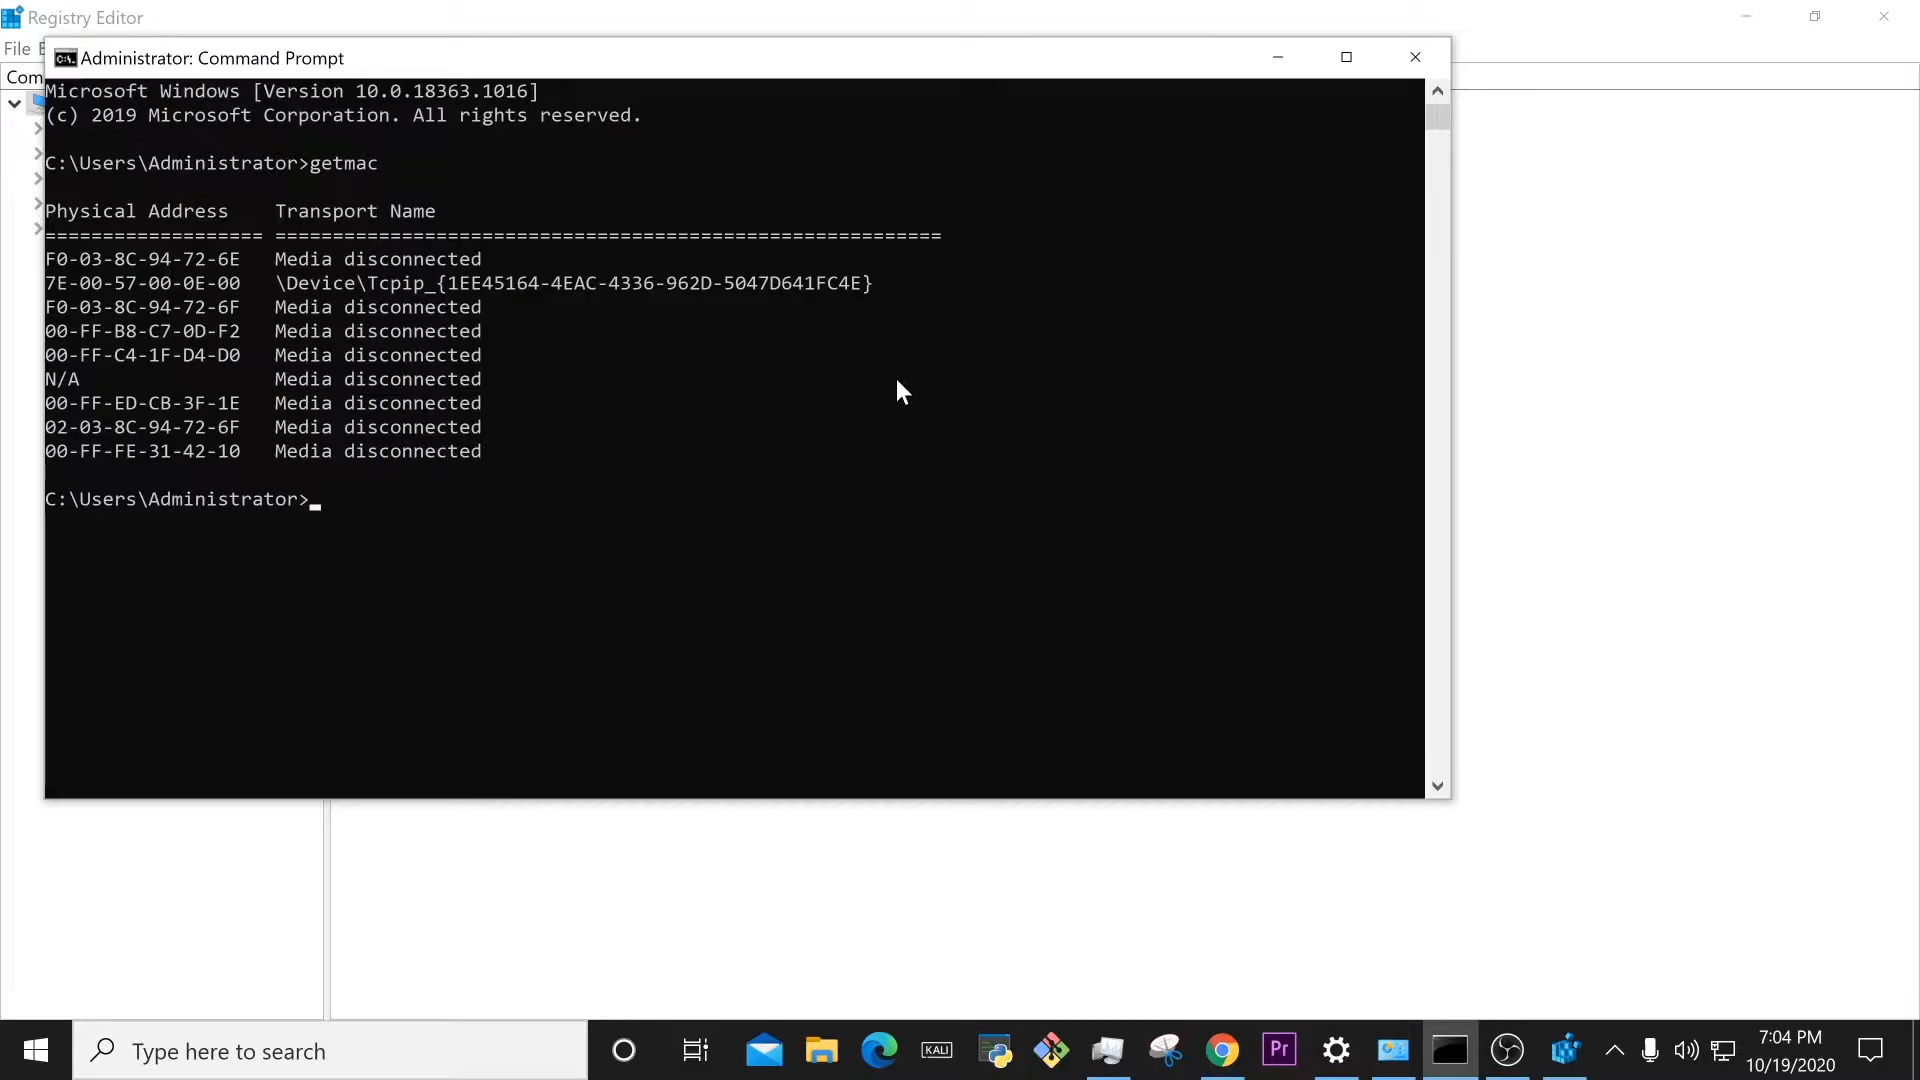 Registry Editor
File E
Administrator: Command Prompt
Com
Microsoft Windows [Version 10.0.18363.1016]
(c) 2019 Microsoft Corporation. All rights reserved.
C:\Users\Administrator>getmac
Physical Address    Transport Name
=================== ==========================================================
F0-03-8C-94-72-6E   Media disconnected
7E-00-57-00-0E-00   \Device\Tcpip_{1EE45164-4EAC-4336-962D-5047D641FC4E}
F0-03-8C-94-72-6F   Media disconnected
00-FF-B8-C7-0D-F2   Media disconnected
00-FF-C4-1F-D4-D0   Media disconnected
N/A                 Media disconnected
00-FF-ED-CB-3F-1E   Media disconnected
02-03-8C-94-72-6F   Media disconnected
00-FF-FE-31-42-10   Media disconnected
C:\Users\Administrator>
Type here to search
KALI
Pr
7:04 PM
10/19/2020